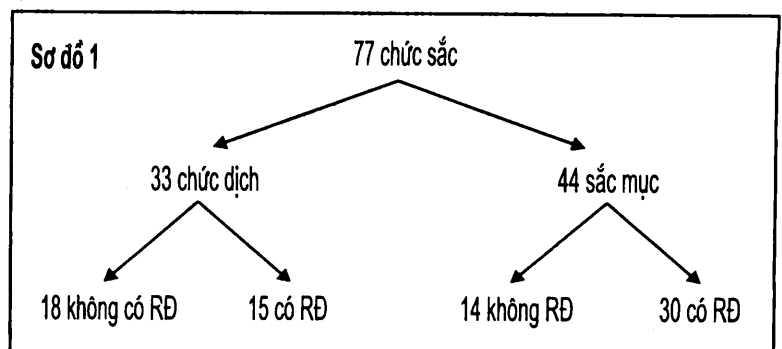 Sơ đồ 1
77 chức sắc
33 chức dịch
44 sắc mục
18 không có RĐ
15 có RĐ
14 không RĐ
30 có RĐ